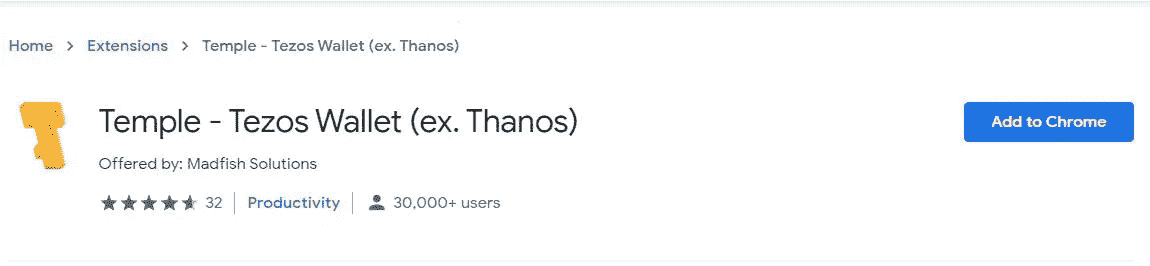 Home > Extensions > Temple - Tezos Wallet (ex. Thanos)
Temple - Tezos Wallet (ex. Thanos)
Add to Chrome
Offered by: Madfish Solutions
32 | Productivity | 30,000+ users